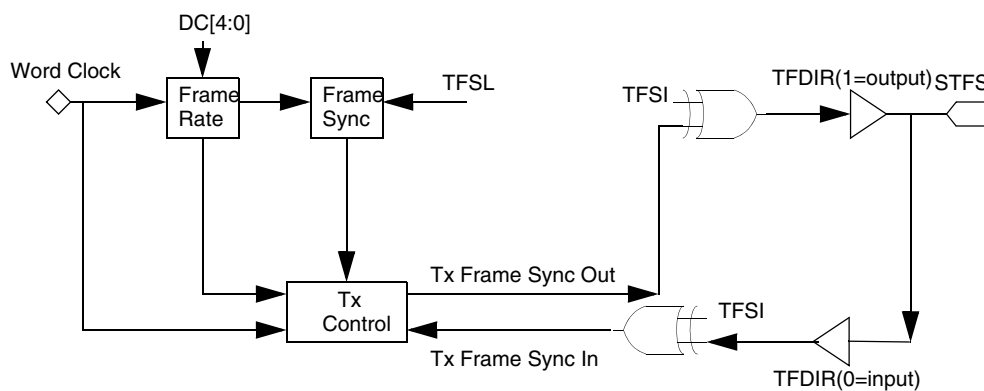 DC[4:0]
Word Clock
Frame
Rate
Frame
Sync
TFSL
TFSI
TFDIR(1=output)
STFS
Tx Frame Sync Out
Tx
Control
TFSI
Tx Frame Sync In
TFDIR(0=input)